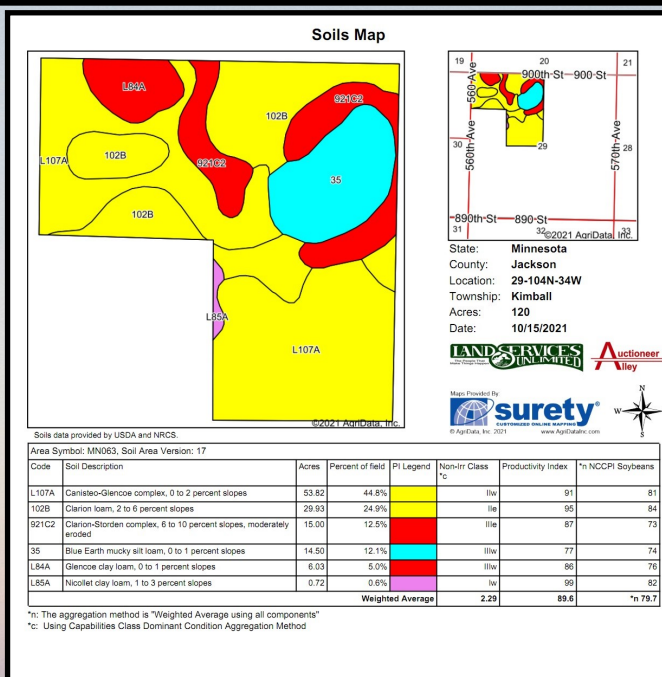 Soils Map
L84A
921C2
102B
921C2
L107A
102B
35
102B
L85A
L107A
©2021 AgriData, Inc.
19
20
21
900th St
900 St
560 Ave
30
560th Ave
29
570th Ave
28
890th St
890 St
31
32
33
©2021 AgriData, Inc.
State: Minnesota
County: Jackson
Location: 29-104N-34W
Township: Kimball
Acres: 120
Date: 10/15/2021
LAND SERVICES
UNLIMITED
Auctioneer
Alley
Maps Provided By:
surety®
CUSTOMIZED ONLINE MAPPING
© AgriData, Inc. 2021 www.AgriDataInc.com
N
W E
S
Soils data provided by USDA and NRCS.
Area Symbol: MN063, Soil Area Version: 17
Code Soil Description Acres Percent of field PI Legend Non-Irr Class *c Productivity Index *n NCCPI Soybeans
L107A Canisteo-Glencoe complex, 0 to 2 percent slopes 53.82 44.8% IIw 91 81
102B Clarion loam, 2 to 6 percent slopes 29.93 24.9% IIe 95 84
921C2 Clarion-Storden complex, 6 to 10 percent slopes, moderately eroded 15.00 12.5% IIIe 87 73
35 Blue Earth mucky silt loam, 0 to 1 percent slopes 14.50 12.1% IIIw 77 74
L84A Glencoe clay loam, 0 to 1 percent slopes 6.03 5.0% IIIw 86 76
L85A Nicollet clay loam, 1 to 3 percent slopes 0.72 0.6% Iw 99 82
Weighted Average 2.29 89.6 *n 79.7
*n: The aggregation method is "Weighted Average using all components"
*c: Using Capabilities Class Dominant Condition Aggregation Method